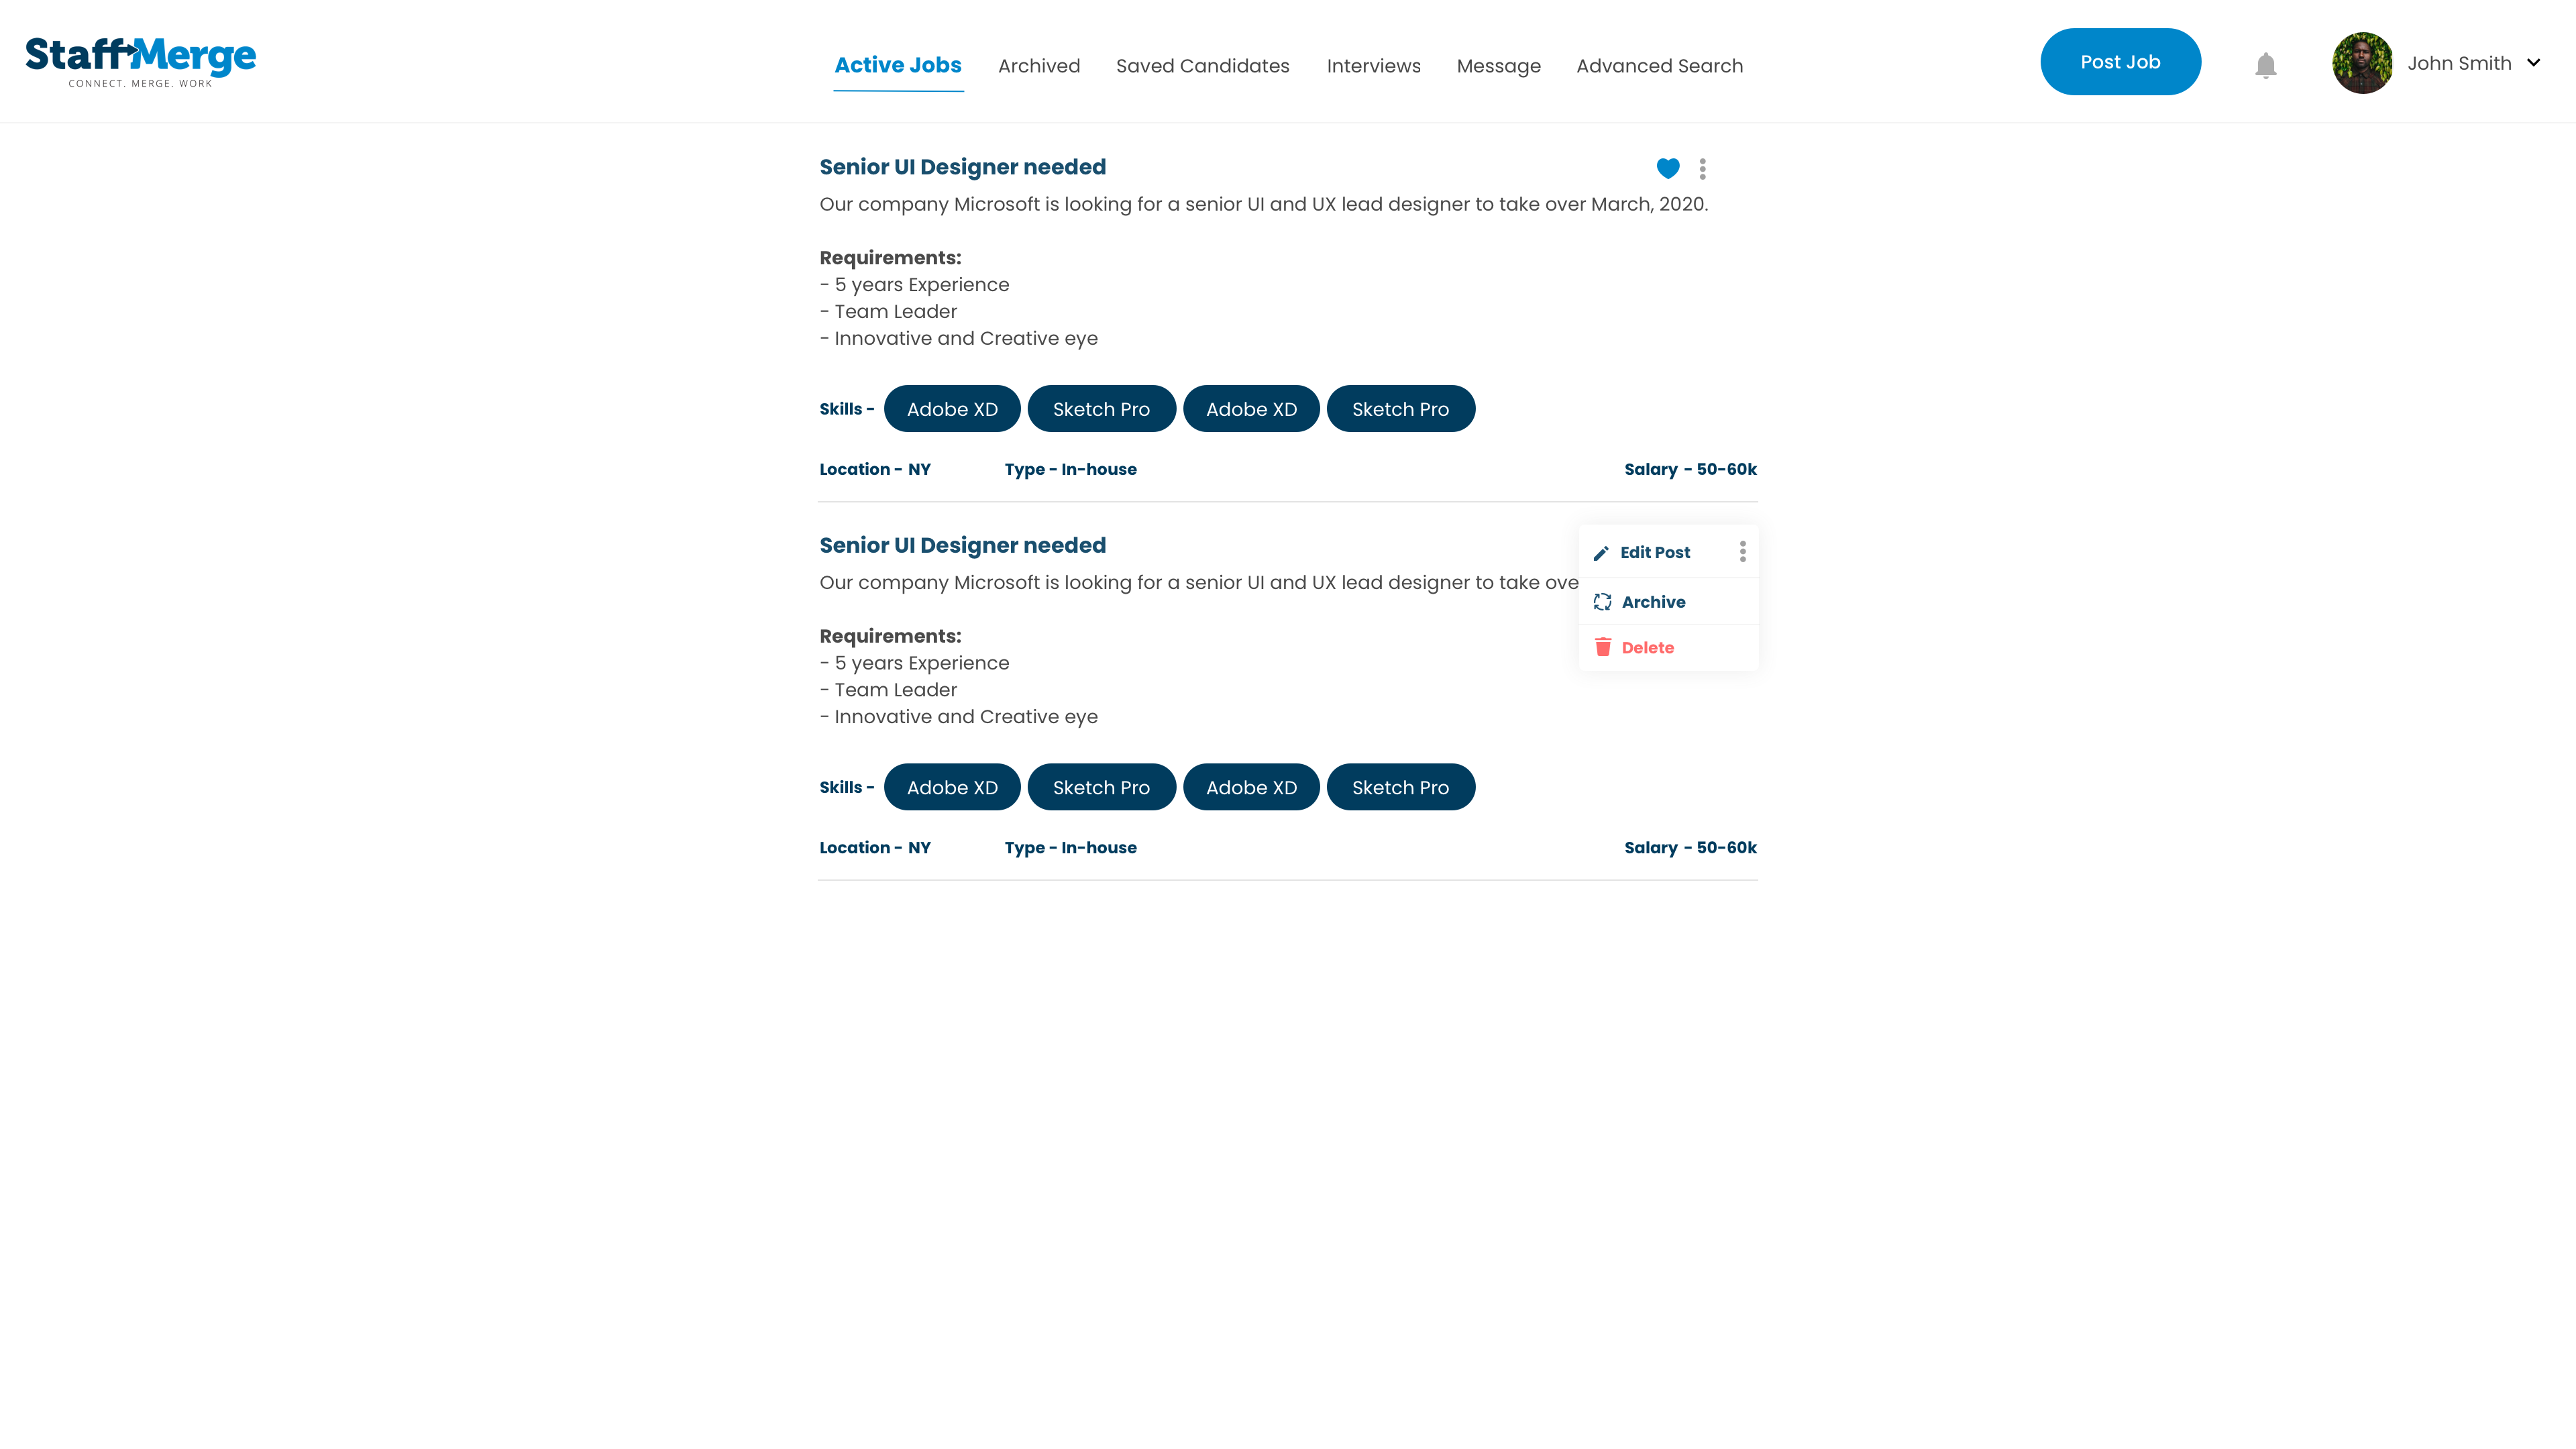 StaffMerge
CONNECT. MERGE. WORK
Active Jobs Archived Saved Candidates Interviews Message Advanced Search
Post Job
John Smith
Senior UI Designer needed
Our company Microsoft is looking for a senior UI and UX lead designer to take over March, 2020.
Requirements:
- 5 years Experience
- Team Leader
- Innovative and Creative eye
Skills - Adobe XD Sketch Pro Adobe XD Sketch Pro
Location - NY Type - In-house Salary - 50-60k
Senior UI Designer needed
Our company Microsoft is looking for a senior UI and UX lead designer to take ove
Edit Post
Archive
Delete
Requirements:
- 5 years Experience
- Team Leader
- Innovative and Creative eye
Skills - Adobe XD Sketch Pro Adobe XD Sketch Pro
Location - NY Type - In-house Salary - 50-60k